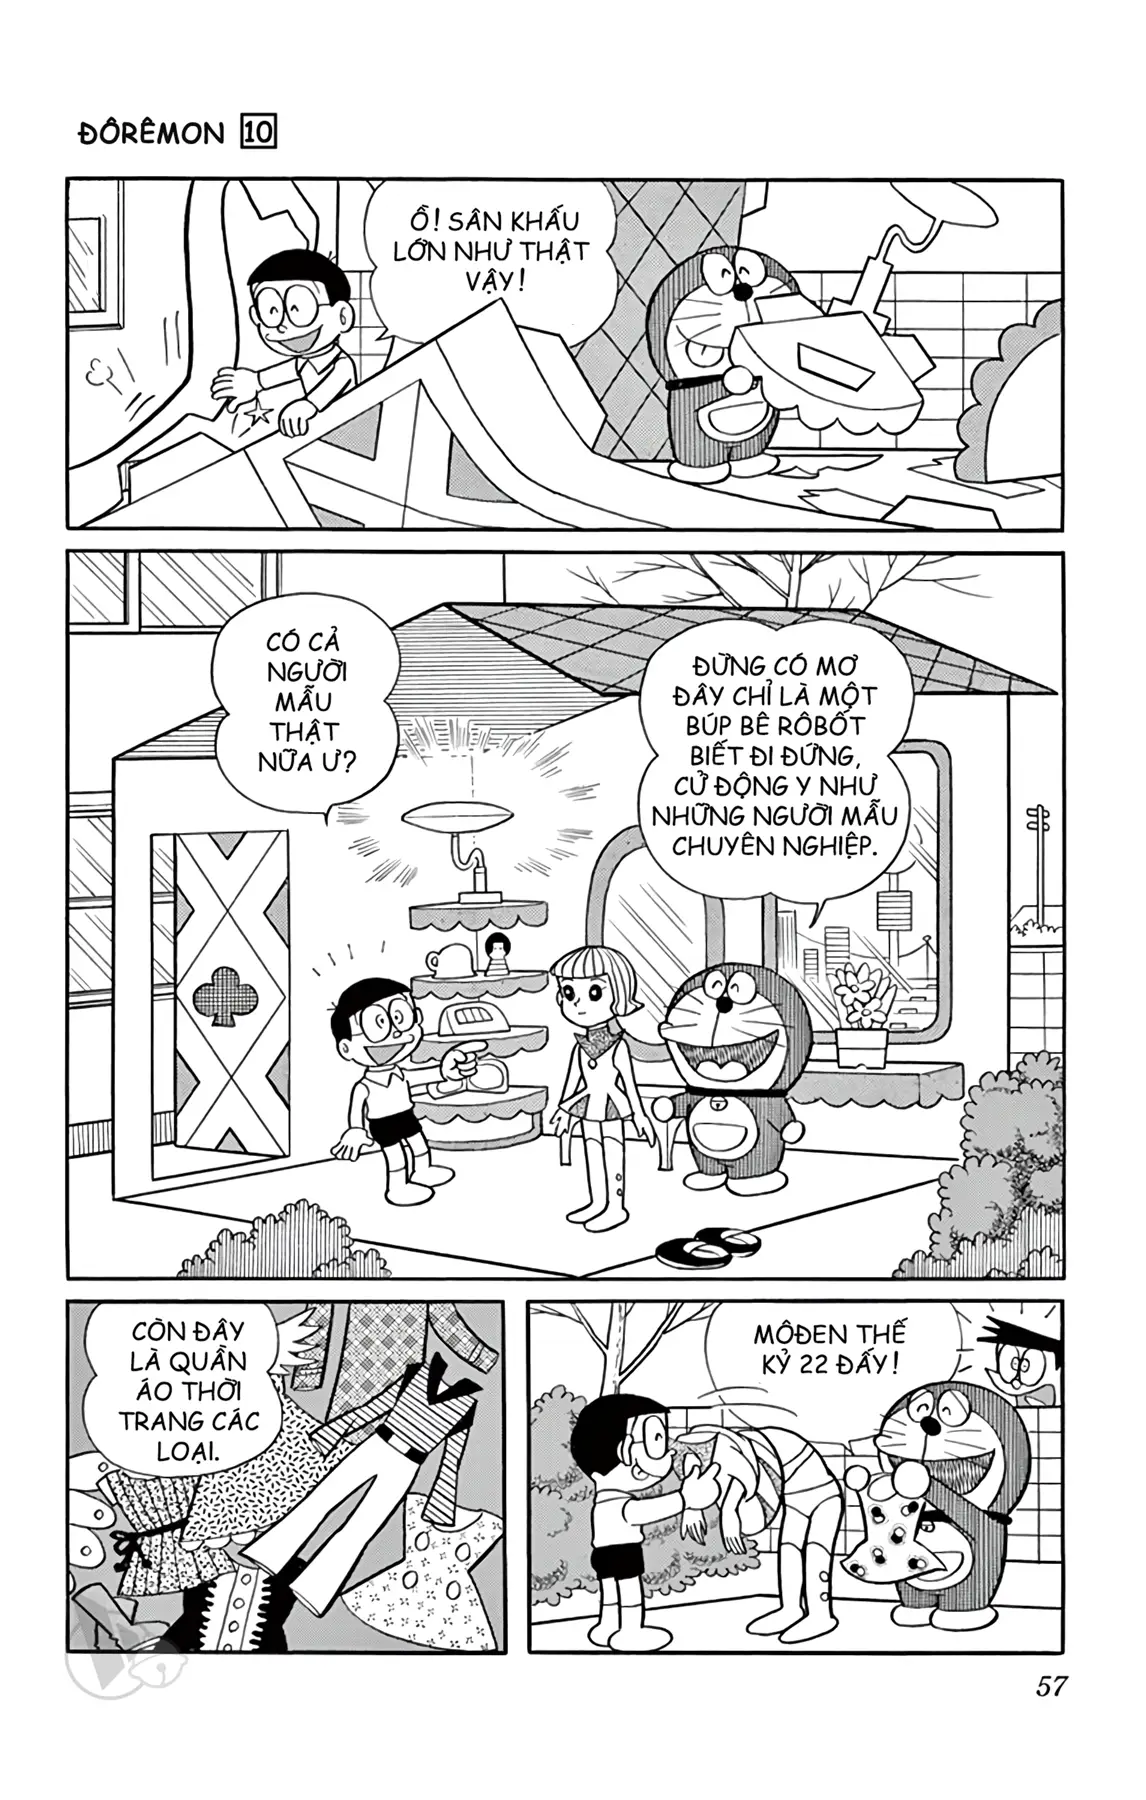 ĐÔRÊMON 10
Ồ! SÂN KHẤU
LỚN NHƯ THẬT
VẬY!
CÓ CẢ
NGƯỜI
MẪU
THẬT
NỮA Ư?
ĐỪNG CÓ MƠ
ĐÂY CHỈ LÀ MỘT
BÚP BÊ RÔBỐT
BIẾT ĐI ĐỨNG,
CỬ ĐỘNG Y NHƯ
NHỮNG NGƯỜI MẪU
CHUYÊN NGHIỆP.
CÒN ĐÂY
LÀ QUẦN
ÁO THỜI
TRANG CÁC
LOẠI.
MÔĐEN THẾ
KỶ 22 ĐẤY!
57